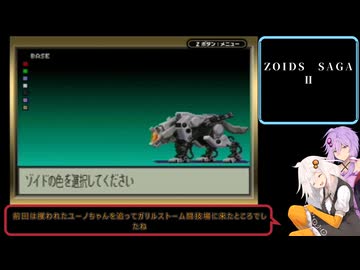 Z ボタン：メニュー
BASE
ZOIDS SAGA
II
ゾイドの色を選択してください
前回は攫われたユーノちゃんを追ってガリルストーム闘技場に来たところでし
たね